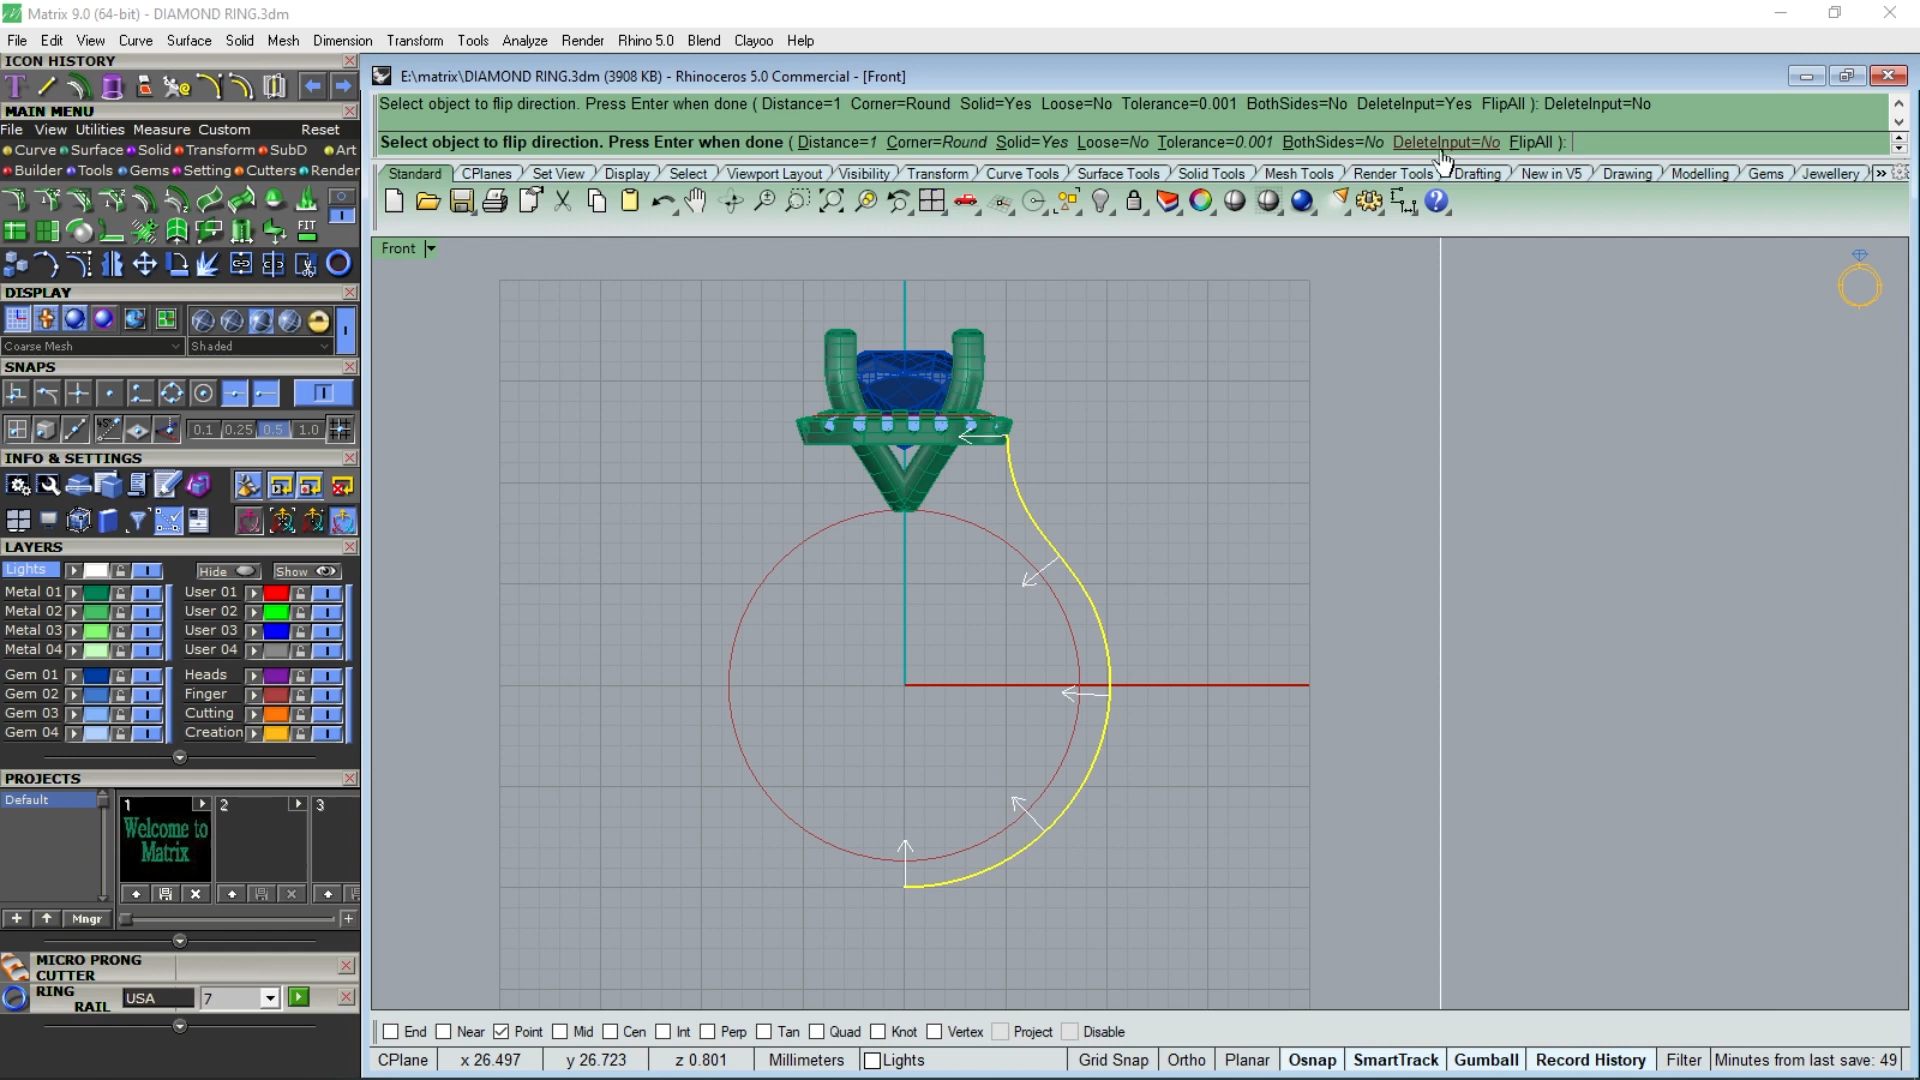 Matrix 9.0 (64-bit) - DIAMOND RING.3dm
File Edit View Curve Surface Solid Mesh Dimension Transform Tools Analyze Render Rhino 5.0 Blend Clayoo Help
ICON HISTORY
MAIN MENU
File View Utilities Measure Custom Reset
Curve Surface Solid Transform SubD Art
Builder Tools Gems Setting Cutters Render
FIT
DISPLAY
Coarse Mesh Shaded
SNAPS
0.1 0.25 0.5 1.0
INFO & SETTINGS
LAYERS
Lights Hide Show
Metal 01 User 01
Metal 02 User 02
Metal 03 User 03
Metal 04 User 04
Gem 01 Heads
Gem 02 Finger
Gem 03 Cutting
Gem 04 Creation
PROJECTS
Default 1 2 3
Welcome to
Matrix
Mngr
MICRO PRONG
CUTTER
RING
RAIL USA 7
E:\matrix\DIAMOND RING.3dm (3908 KB) - Rhinoceros 5.0 Commercial - [Front]
Select object to flip direction. Press Enter when done ( Distance=1 Corner=Round Solid=Yes Loose=No Tolerance=0.001 BothSides=No DeleteInput=Yes FlipAll ): DeleteInput=No
Select object to flip direction. Press Enter when done ( Distance=1 Corner=Round Solid=Yes Loose=No Tolerance=0.001 BothSides=No DeleteInput=No FlipAll ):
Standard CPlanes Set View Display Select Viewport Layout Visibility Transform Curve Tools Surface Tools Solid Tools Mesh Tools Render Tools Drafting New in V5 Drawing Modelling Gems Jewellery
Front
End Near Point Mid Cen Int Perp Tan Quad Knot Vertex Project Disable
CPlane x 26.497 y 26.723 z 0.801 Millimeters Lights Grid Snap Ortho Planar Osnap SmartTrack Gumball Record History Filter Minutes from last save: 49